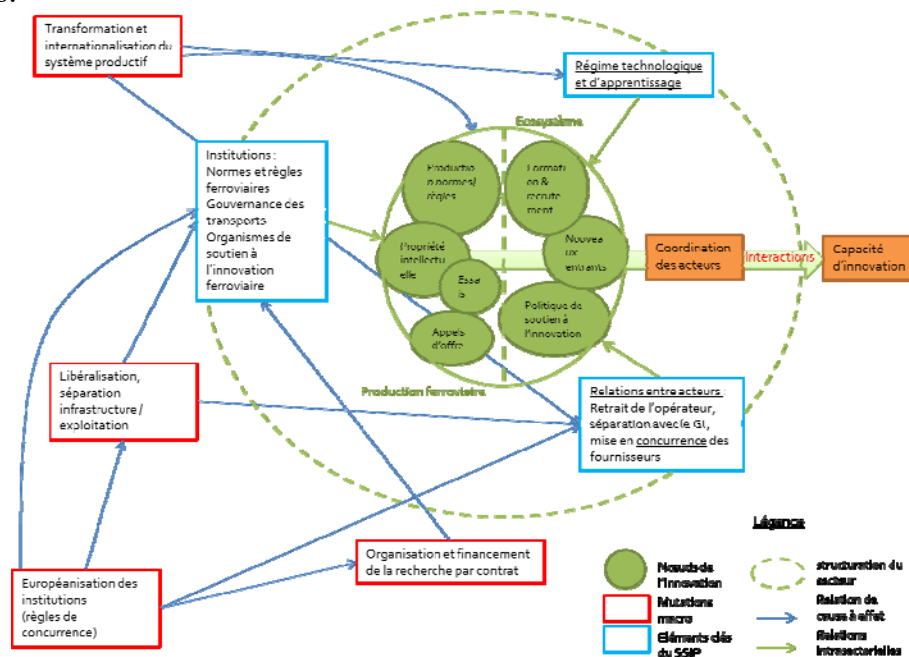 Transformation et
internationalisation du
système productif
Régime technologique
et d'apprentissage
Ecosystème
Institutions :
Normes et règles
ferroviaires
Gouvernance des
transports
Organismes de
soutien à
l'innovation
ferroviaire
Productio
n normes/
règles
Formati
on &
recrute
ment
Propriété
intellectu
elle
Nouvea
ux
entrants
Essa
is
Politique de
soutien à
l'innovation
Appels
d'offre
Coordination
des acteurs
Interactions
Capacité
d'innovation
Production ferroviaire
Libéralisation,
séparation
infrastructure /
exploitation
Relations entre acteurs :
Retrait de l'opérateur,
séparation avec le GI,
mise en concurrence des
fournisseurs
Organisation et financement
de la recherche par contrat
Européanisation des
institutions
(règles de
concurrence)
Légende
Nœuds de
l'innovation
Mutations
macro
Eléments clés
du SSIP
structuration du
secteur
Relation de
cause à effet
Relations
intrasectorielles